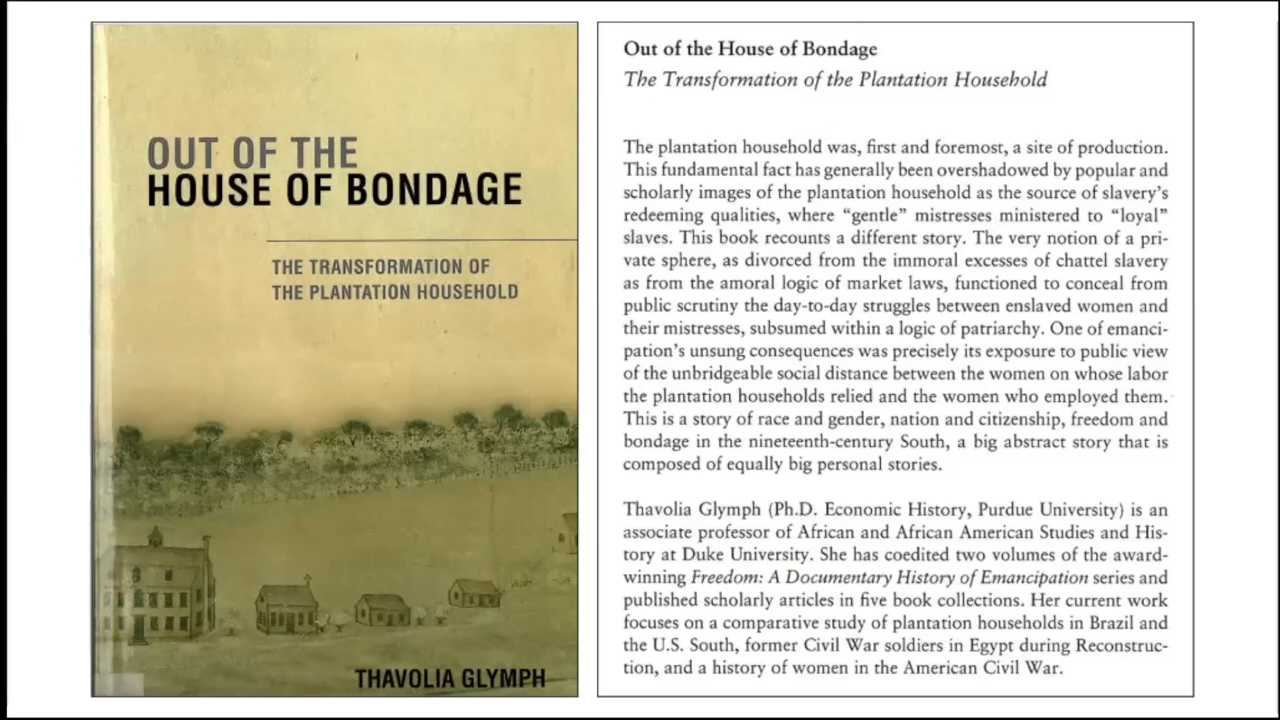 OUT OF THE
HOUSE OF BONDAGE
THE TRANSFORMATION OF
THE PLANTATION HOUSEHOLD
THAVOLIA GLYMPH
Out of the House of Bondage
The Transformation of the Plantation Household
The plantation household was, first and foremost, a site of production.
This fundamental fact has generally been overshadowed by popular and
scholarly images of the plantation household as the source of slavery's
redeeming qualities, where “gentle” mistresses ministered to “loyal”
slaves. This book recounts a different story. The very notion of a pri-
vate sphere, as divorced from the immoral excesses of chattel slavery
as from the amoral logic of market laws, functioned to conceal from
public scrutiny the day-to-day struggles between enslaved women and
their mistresses, subsumed within a logic of patriarchy. One of emanci-
pation's unsung consequences was precisely its exposure to public view
of the unbridgeable social distance between the women on whose labor
the plantation households relied and the women who employed them.
This is a story of race and gender, nation and citizenship, freedom and
bondage in the nineteenth-century South, a big abstract story that is
composed of equally big personal stories.
Thavolia Glymph (Ph.D. Economic History, Purdue University) is an
associate professor of African and African American Studies and His-
tory at Duke University. She has coedited two volumes of the award-
winning Freedom: A Documentary History of Emancipation series and
published scholarly articles in five book collections. Her current work
focuses on a comparative study of plantation households in Brazil and
the U.S. South, former Civil War soldiers in Egypt during Reconstruc-
tion, and a history of women in the American Civil War.